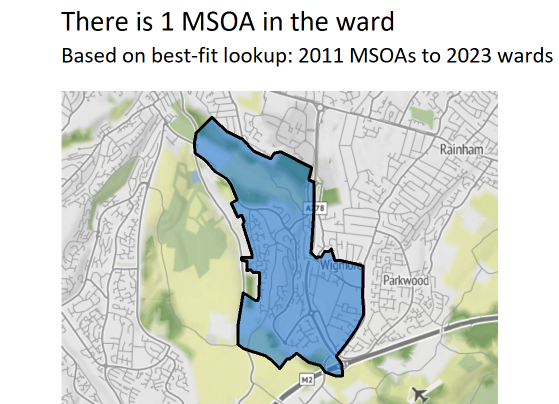 There is 1 MSOA in the ward
Based on best-fit lookup: 2011 MSOAs to 2023 wards
Rainham
Wigmore
Parkwood
M2